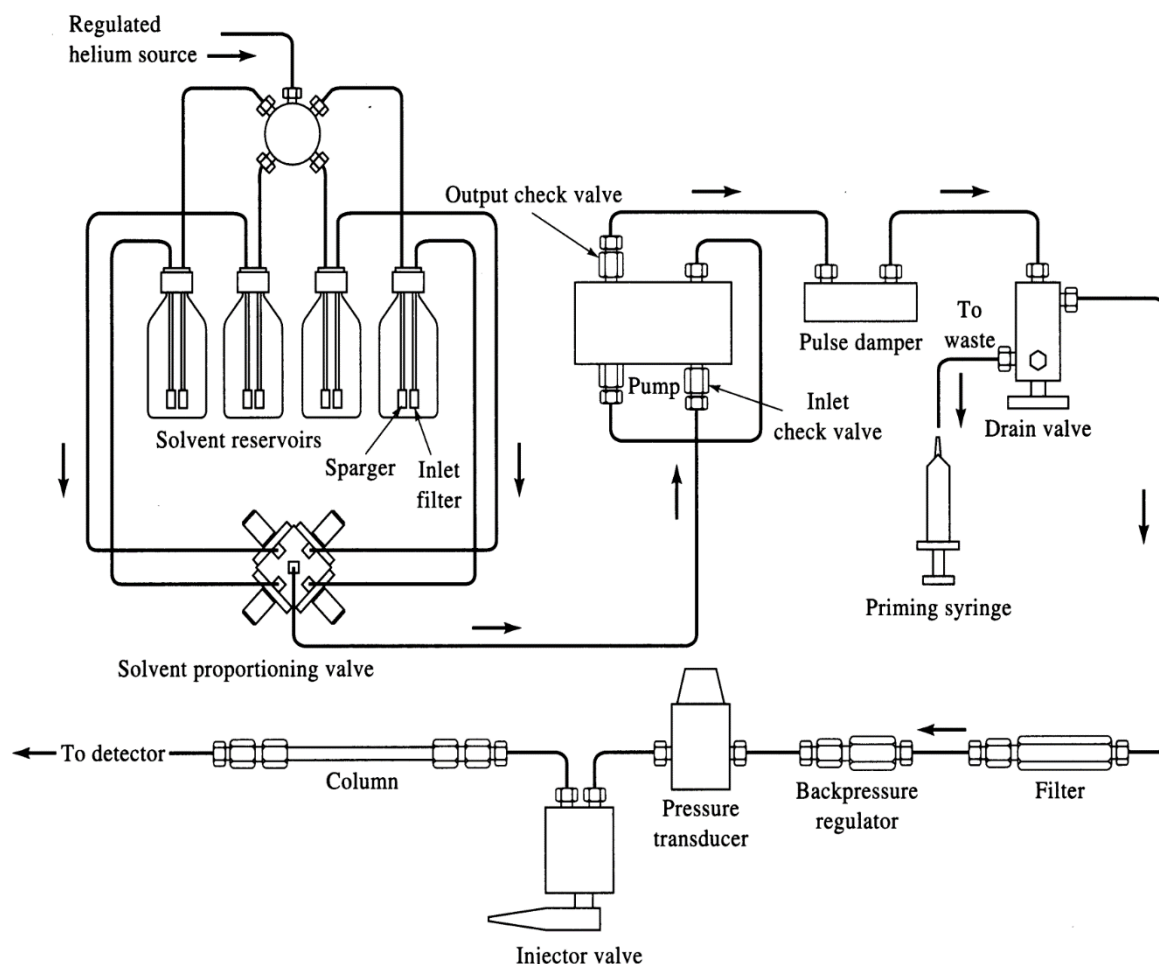 Regulated
helium source
Output check valve
To
waste
Pulse damper
Pump
Inlet
check valve
Drain valve
Solvent reservoirs
Sparger
Inlet
filter
Priming syringe
Solvent proportioning valve
To detector
Column
Pressure
transducer
Backpressure
regulator
Filter
Injector valve